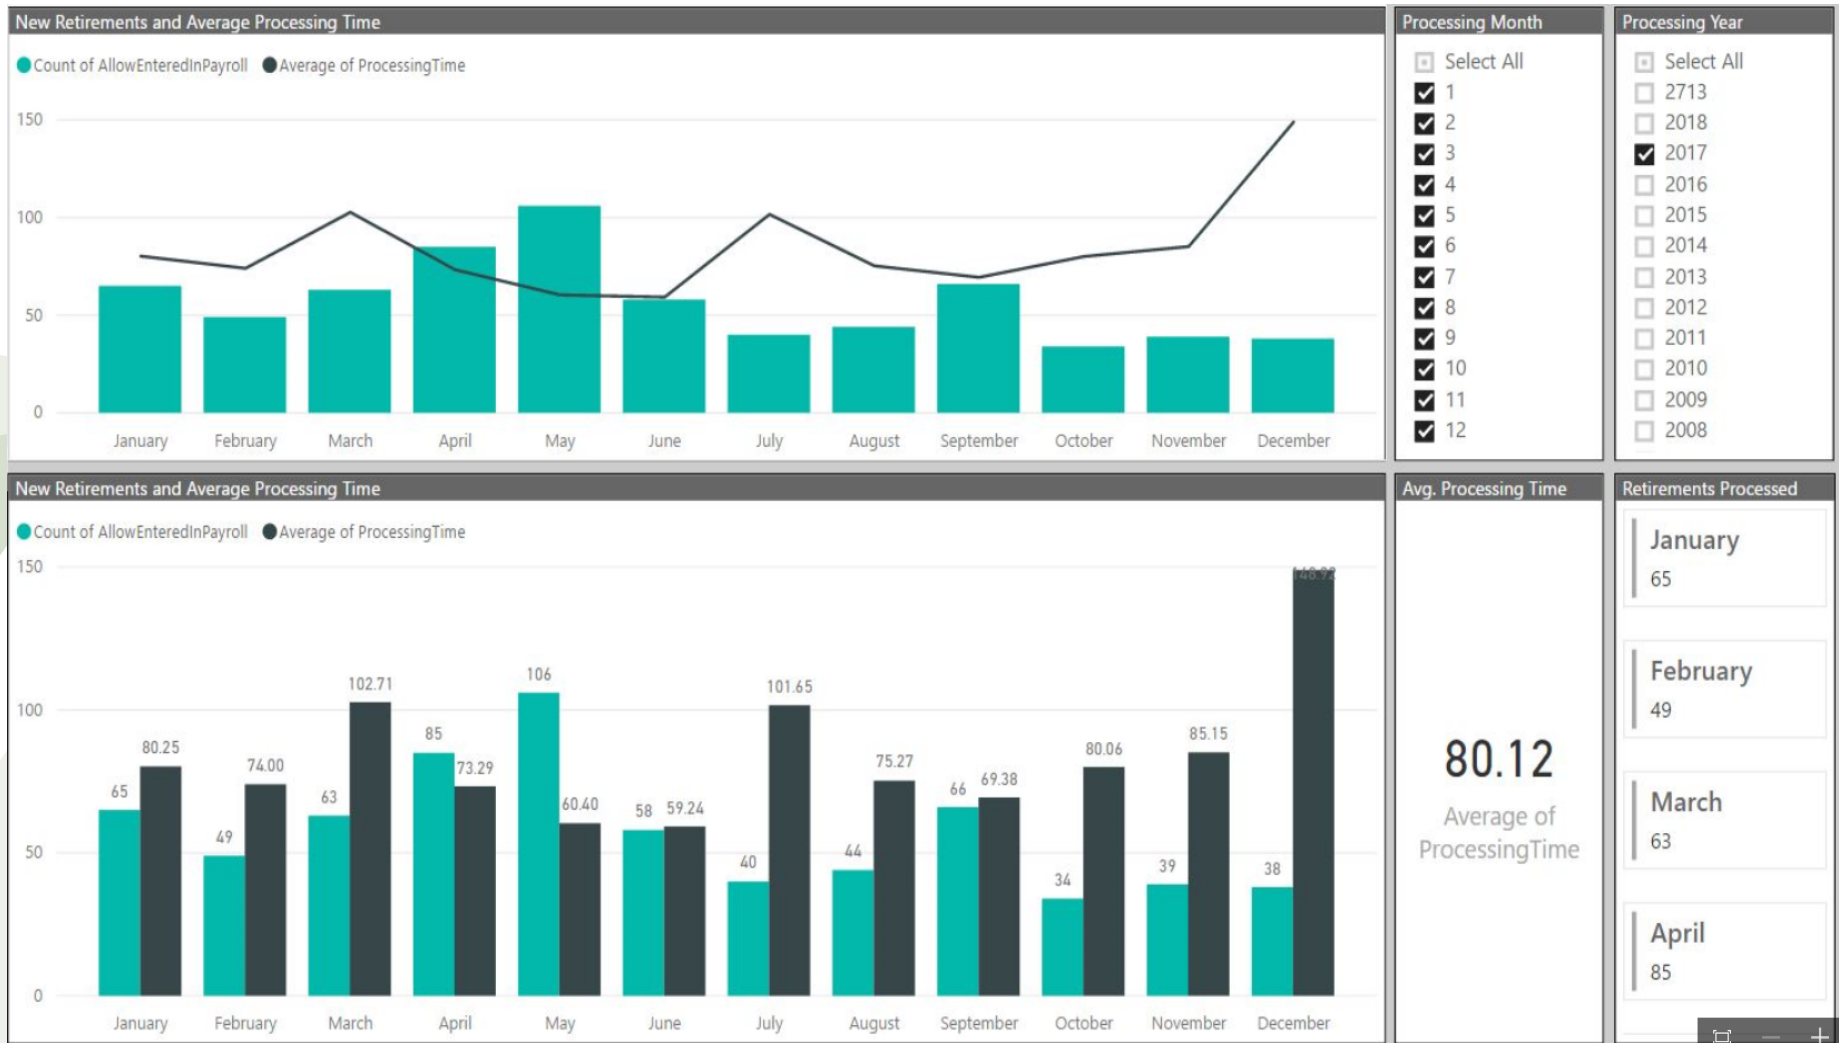 New Retirements and Average Processing Time
Count of AllowEnteredInPayroll Average of ProcessingTime
150
100
50
0
January February March April May June July August September October November December
Processing Month
Select All
1
2
3
4
5
6
7
8
9
10
11
12
Processing Year
Select All
2713
2018
2017
2016
2015
2014
2013
2012
2011
2010
2009
2008
New Retirements and Average Processing Time
Count of AllowEnteredInPayroll Average of ProcessingTime
150
100
50
0
65 80.25 49 74.00 63 102.71 85 73.29 106 60.40 58 59.24 40 101.65 44 75.27 66 69.38 34 80.06 39 85.15 38 148.92
January February March April May June July August September October November December
Avg. Processing Time
80.12
Average of
ProcessingTime
Retirements Processed
January
65
February
49
March
63
April
85